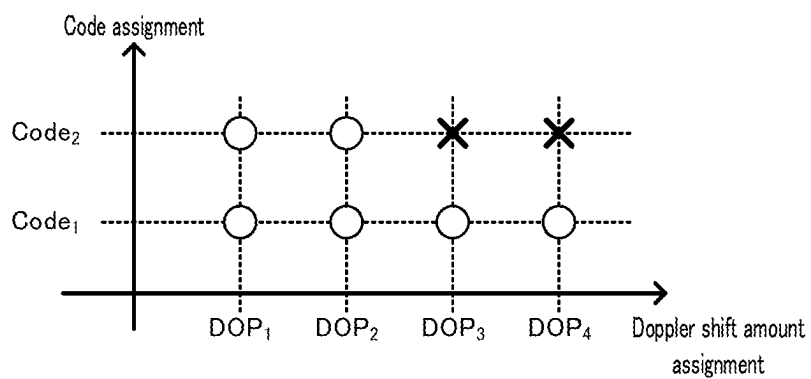 Code assignment
Code₂
Code₁
DOP₁ DOP₂ DOP₃ DOP₄
Doppler shift amount
assignment